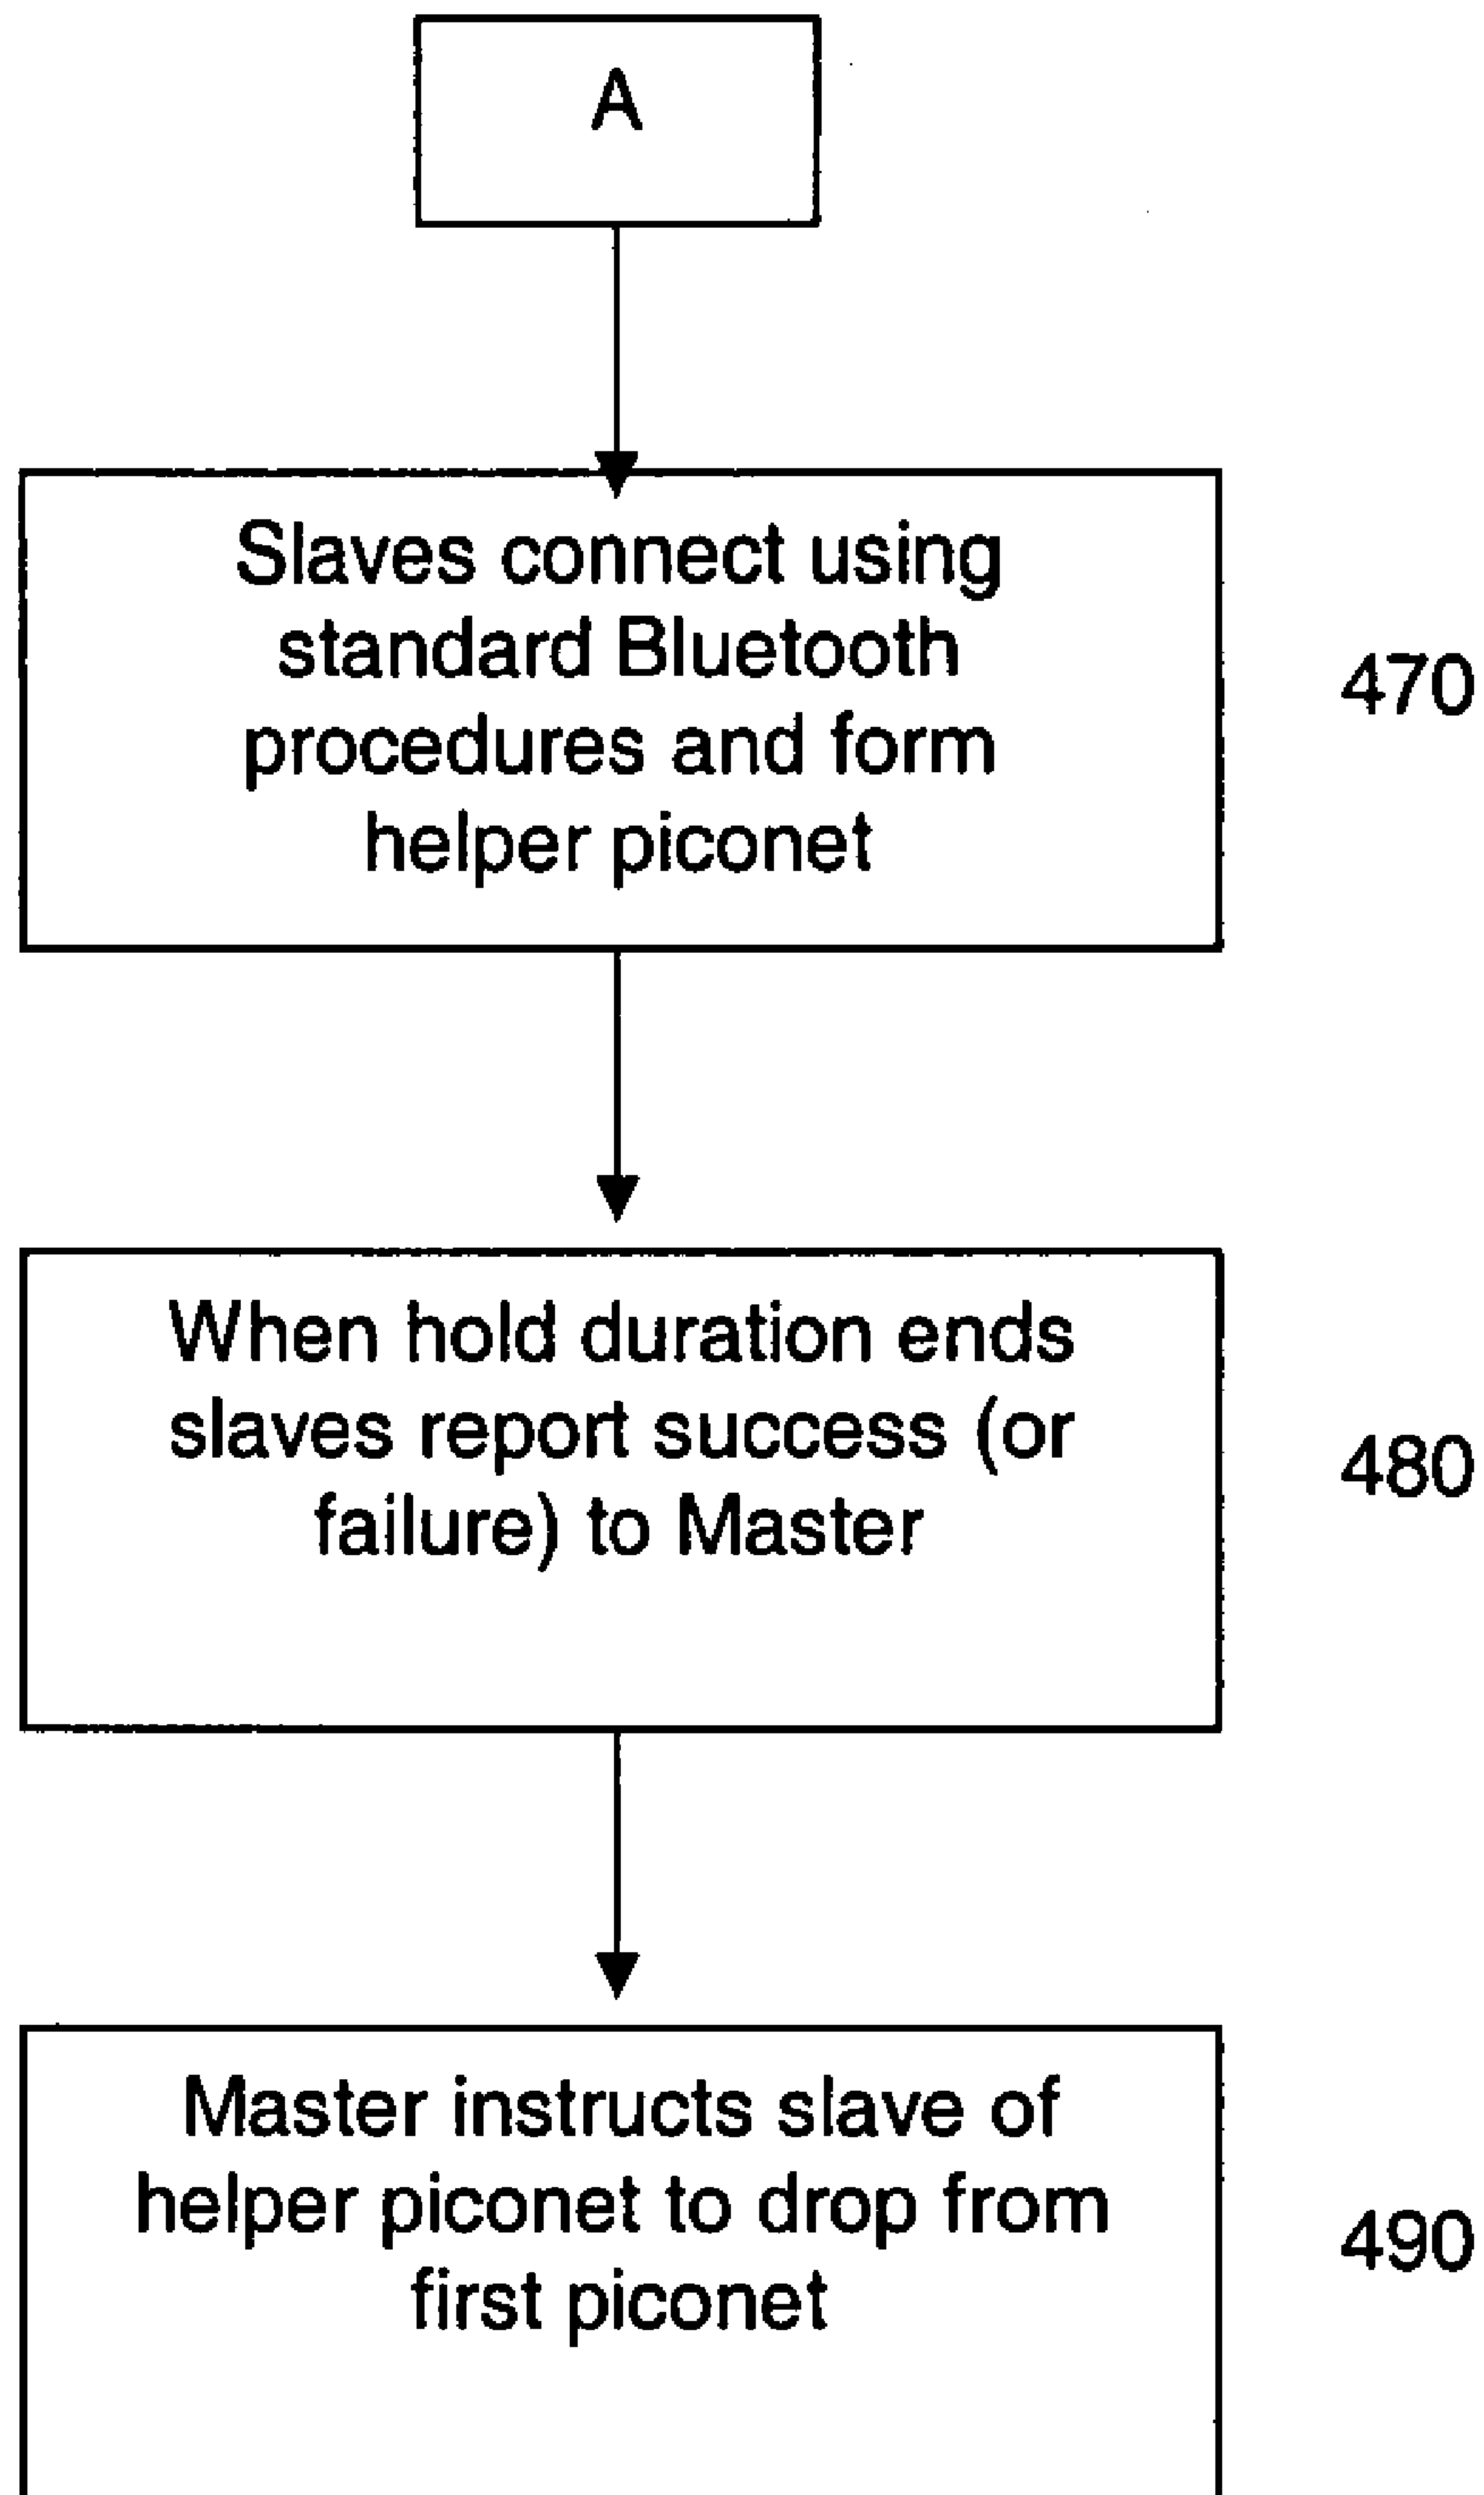 A
Slaves connect using
standard Bluetooth
procedures and form
helper piconet
470
When hold duration ends
slaves report success (or
failure) to Master
480
Master instructs slave of
helper piconet to drop from
first piconet
490